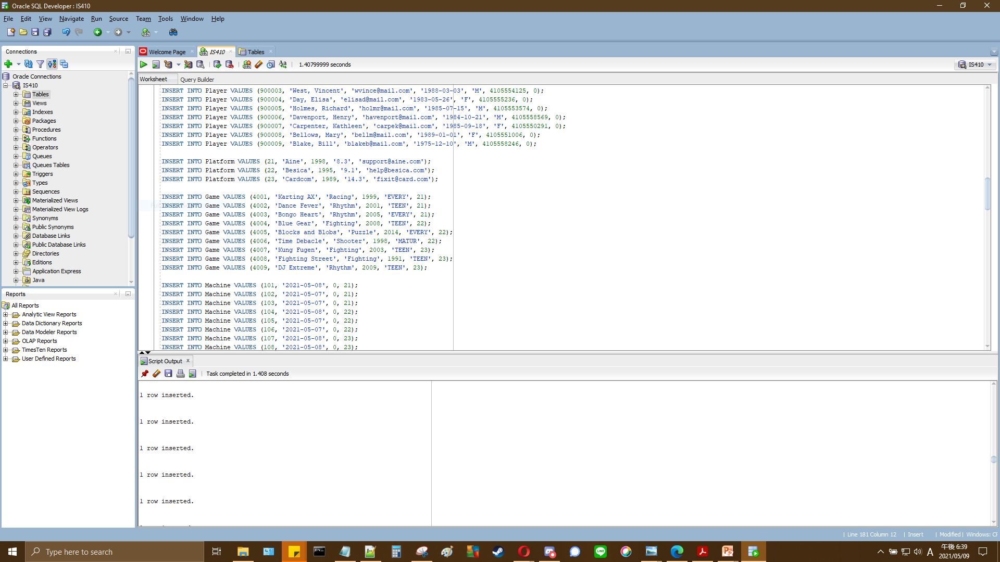 Oracle SQL Developer : IS410
File Edit View Navigate Run Source Team Tools Window Help
Connections
Oracle Connections
IS410
Tables
Views
Indexes
Packages
Procedures
Functions
Operators
Queues
Queues Tables
Triggers
Types
Sequences
Materialized Views
Materialized View Logs
Synonyms
Public Synonyms
Database Links
Public Database Links
Directories
Editions
Application Express
Java
Reports
All Reports
Analytic View Reports
Data Dictionary Reports
Data Modeler Reports
OLAP Reports
TimesTen Reports
User Defined Reports
Welcome Page IS410 Tables
1.40799999 seconds
IS410
Worksheet Query Builder
INSERT INTO Player VALUES (900003, 'West, Vincent', 'wvince@mail.com', '1988-03-03', 'M', 4105554125, 0);
INSERT INTO Player VALUES (900004, 'Day, Elisa', 'elisad@mail.com', '1983-05-26', 'F', 4105555236, 0);
INSERT INTO Player VALUES (900005, 'Holmes, Richard', 'holmr@mail.com', '1985-07-15', 'M', 4105553574, 0);
INSERT INTO Player VALUES (900006, 'Davenport, Henry', 'havenport@mail.com', '1984-10-21', 'M', 4105558569, 0);
INSERT INTO Player VALUES (900007, 'Carpenter, Kathleen', 'carpek@mail.com', '1985-09-18', 'F', 4105550291, 0);
INSERT INTO Player VALUES (900008, 'Bellows, Mary', 'bellm@mail.com', '1989-01-01', 'F', 4105551006, 0);
INSERT INTO Player VALUES (900009, 'Blake, Bill', 'blakeb@mail.com', '1975-12-10', 'M', 4105558246, 0);
INSERT INTO Platform VALUES (21, 'Aine', 1998, '8.3', 'support@aine.com');
INSERT INTO Platform VALUES (22, 'Besica', 1995, '9.1', 'help@besica.com');
INSERT INTO Platform VALUES (23, 'Cardcom', 1989, '14.3', 'fixit@card.com');
INSERT INTO Game VALUES (4001, 'Karting AX', 'Racing', 1999, 'EVERY', 21);
INSERT INTO Game VALUES (4002, 'Dance Fever', 'Rhythm', 2001, 'TEEN', 21);
INSERT INTO Game VALUES (4003, 'Bongo Heart', 'Rhythm', 2005, 'EVERY', 21);
INSERT INTO Game VALUES (4004, 'Blue Gear', 'Fighting', 2008, 'TEEN', 22);
INSERT INTO Game VALUES (4005, 'Blocks and Blobs', 'Puzzle', 2014, 'EVERY', 22);
INSERT INTO Game VALUES (4006, 'Time Debacle', 'Shooter', 1998, 'MATUR', 22);
INSERT INTO Game VALUES (4007, 'Kung Fugen', 'Fighting', 2003, 'TEEN', 23);
INSERT INTO Game VALUES (4008, 'Fighting Street', 'Fighting', 1991, 'TEEN', 23);
INSERT INTO Game VALUES (4009, 'DJ Extreme', 'Rhythm', 2009, 'TEEN', 23);
INSERT INTO Machine VALUES (101, '2021-05-08', 0, 21);
INSERT INTO Machine VALUES (102, '2021-05-07', 0, 21);
INSERT INTO Machine VALUES (103, '2021-05-07', 0, 21);
INSERT INTO Machine VALUES (104, '2021-05-08', 0, 22);
INSERT INTO Machine VALUES (105, '2021-05-07', 0, 22);
INSERT INTO Machine VALUES (106, '2021-05-07', 0, 22);
INSERT INTO Machine VALUES (107, '2021-05-08', 0, 23);
INSERT INTO Machine VALUES (108, '2021-05-08', 0, 23);
Script Output
Task completed in 1.408 seconds
1 row inserted.
1 row inserted.
1 row inserted.
1 row inserted.
1 row inserted.
Line 181 Column 12 Insert Modified Windows: CF
Type here to search
A
午後 6:39
2021/05/09